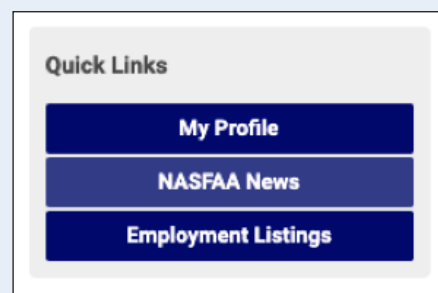 Quick Links
My Profile
NASFAA News
Employment Listings